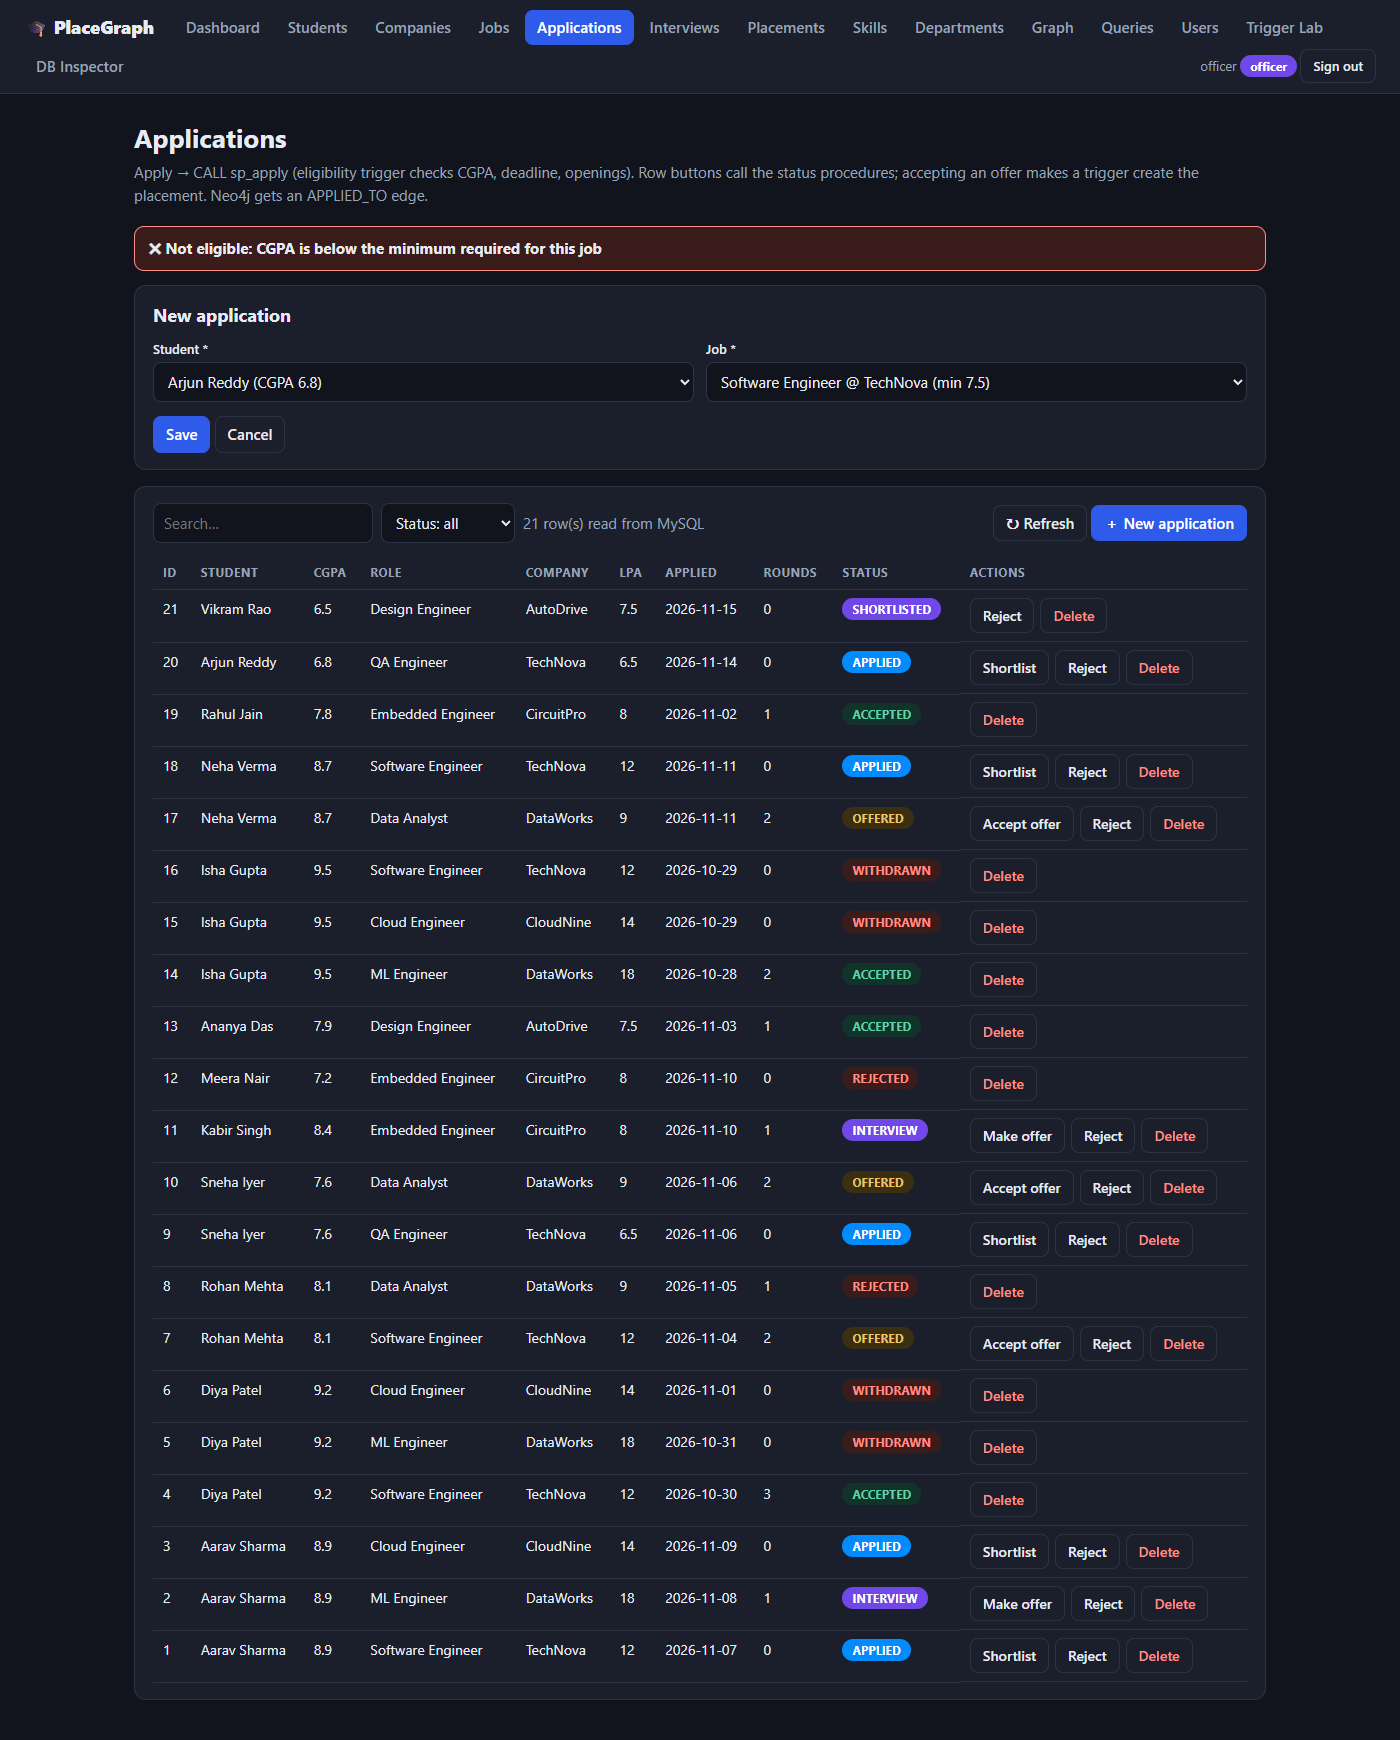 PlaceGraph Dashboard Students Companies Jobs Applications Interviews Placements Skills Departments Graph Queries Users Trigger Lab
DB Inspector officer officer Sign out
Applications
Apply → CALL sp_apply (eligibility trigger checks CGPA, deadline, openings). Row buttons call the status procedures; accepting an offer makes a trigger create the
placement. Neo4j gets an APPLIED_TO edge.
❌ Not eligible: CGPA is below the minimum required for this job
New application
Student * Job *
Arjun Reddy (CGPA 6.8) Software Engineer @ TechNova (min 7.5)
Save Cancel
Search... Status: all 21 row(s) read from MySQL ↻ Refresh + New application
ID STUDENT CGPA ROLE COMPANY LPA APPLIED ROUNDS STATUS ACTIONS
21 Vikram Rao 6.5 Design Engineer AutoDrive 7.5 2026-11-15 0 SHORTLISTED Reject Delete
20 Arjun Reddy 6.8 QA Engineer TechNova 6.5 2026-11-14 0 APPLIED Shortlist Reject Delete
19 Rahul Jain 7.8 Embedded Engineer CircuitPro 8 2026-11-02 1 ACCEPTED Delete
18 Neha Verma 8.7 Software Engineer TechNova 12 2026-11-11 0 APPLIED Shortlist Reject Delete
17 Neha Verma 8.7 Data Analyst DataWorks 9 2026-11-11 2 OFFERED Accept offer Reject Delete
16 Isha Gupta 9.5 Software Engineer TechNova 12 2026-10-29 0 WITHDRAWN Delete
15 Isha Gupta 9.5 Cloud Engineer CloudNine 14 2026-10-29 0 WITHDRAWN Delete
14 Isha Gupta 9.5 ML Engineer DataWorks 18 2026-10-28 2 ACCEPTED Delete
13 Ananya Das 7.9 Design Engineer AutoDrive 7.5 2026-11-03 1 ACCEPTED Delete
12 Meera Nair 7.2 Embedded Engineer CircuitPro 8 2026-11-10 0 REJECTED Delete
11 Kabir Singh 8.4 Embedded Engineer CircuitPro 8 2026-11-10 1 INTERVIEW Make offer Reject Delete
10 Sneha Iyer 7.6 Data Analyst DataWorks 9 2026-11-06 2 OFFERED Accept offer Reject Delete
9 Sneha Iyer 7.6 QA Engineer TechNova 6.5 2026-11-06 0 APPLIED Shortlist Reject Delete
8 Rohan Mehta 8.1 Data Analyst DataWorks 9 2026-11-05 1 REJECTED Delete
7 Rohan Mehta 8.1 Software Engineer TechNova 12 2026-11-04 2 OFFERED Accept offer Reject Delete
6 Diya Patel 9.2 Cloud Engineer CloudNine 14 2026-11-01 0 WITHDRAWN Delete
5 Diya Patel 9.2 ML Engineer DataWorks 18 2026-10-31 0 WITHDRAWN Delete
4 Diya Patel 9.2 Software Engineer TechNova 12 2026-10-30 3 ACCEPTED Delete
3 Aarav Sharma 8.9 Cloud Engineer CloudNine 14 2026-11-09 0 APPLIED Shortlist Reject Delete
2 Aarav Sharma 8.9 ML Engineer DataWorks 18 2026-11-08 1 INTERVIEW Make offer Reject Delete
1 Aarav Sharma 8.9 Software Engineer TechNova 12 2026-11-07 0 APPLIED Shortlist Reject Delete